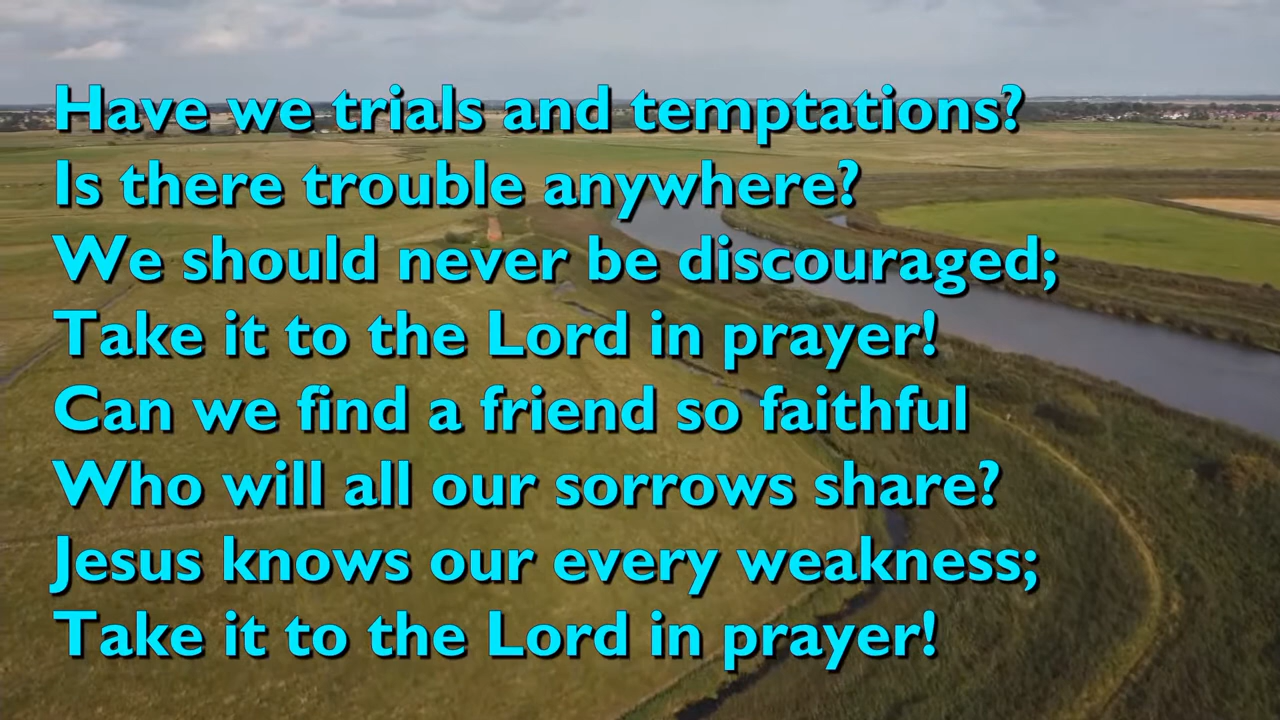 Have we trials and temptations?
Is there trouble anywhere?
We should never be discouraged;
Take it to the Lord in prayer!
Can we find a friend so faithful
Who will all our sorrows share?
Jesus knows our every weakness;
Take it to the Lord in prayer!